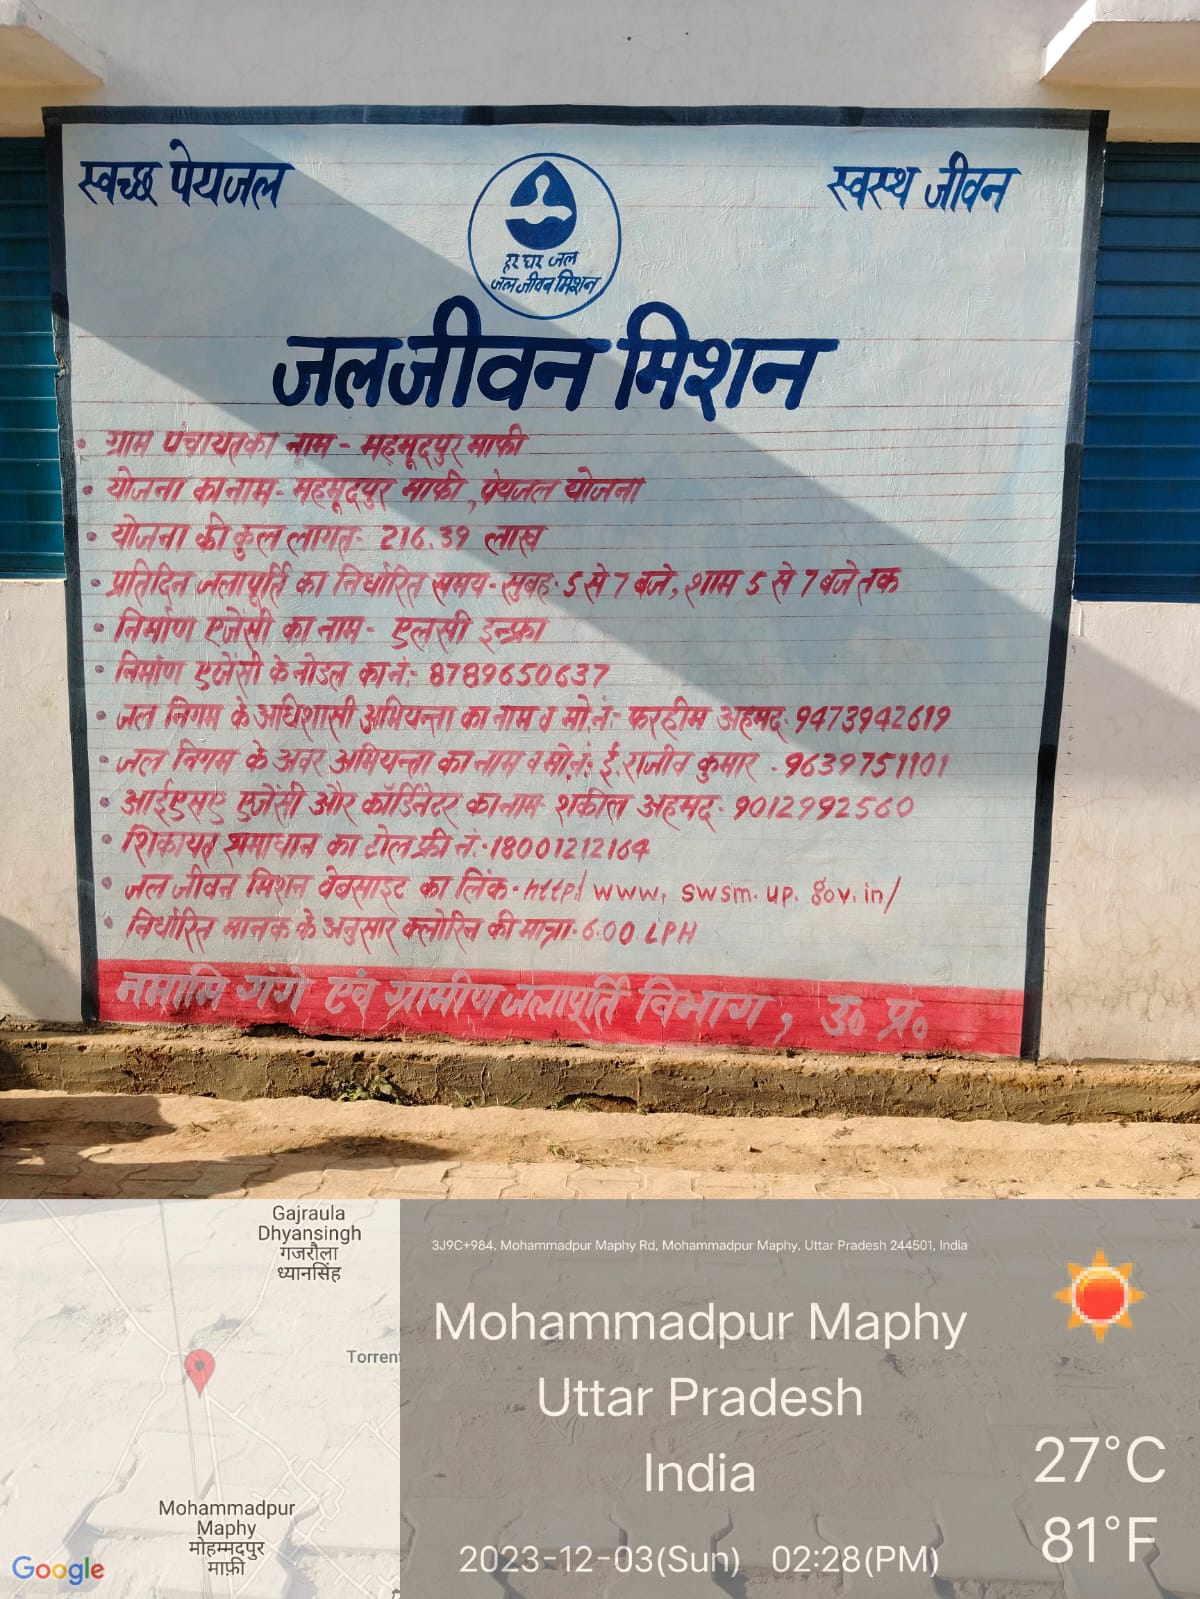 स्वच्छ पेयजल
स्वस्थ जीवन
हर घर जल
जल जीवन मिशन
जलजीवन मिशन
• ग्राम पंचायतका नाम - महमूदपुर माफी
• योजना का नाम - महमूदपुर माफी, पेयजल योजना
• योजना की कुल लागत- 216.39 लाख
• प्रतिदिन जलापूर्ति का निर्धारित समय - सुबह- 5 से 7 बजे, शाम 5 से 7 बजे तक
• निर्माण एजेंसी का नाम - एलसी इन्फ्रा
• निर्माण एजेंसी के नोडल का नं:- 8789650637
• जल निगम के अधिशासी अभियन्ता का नाम व मो.नं:- फरहीम अहमद- 9473942619
• जल निगम के अवर अभियन्ता का नाम व मो.नं: ई. राजीव कुमार - 9639751101
• आईएसए एजेंसी और कॉर्डिनेटर का नाम- शकील अहमद- 9012992560
• शिकायत समाधान का टोल फ्री नं.-18001212164
• जल जीवन मिशन वेबसाइट का लिंक - http/ www. swsm. up. gov. in/
• निर्धारित मानक के अनुसार क्लोरिन की मात्रा- 6.00 LPH
नमामि गंगे एवं ग्रामीण जलापूर्ति विभाग, उ० प्र०
Gajraula
Dhyansingh
गजरौला
ध्यानसिंह
Torrent
Mohammadpur
Maphy
मोहम्मदपुर
माफ़ी
Google
3J9C+984, Mohammadpur Maphy Rd, Mohammadpur Maphy, Uttar Pradesh 244501, India
Mohammadpur Maphy
Uttar Pradesh
India
2023-12-03(Sun) 02:28(PM)
27°C
81°F